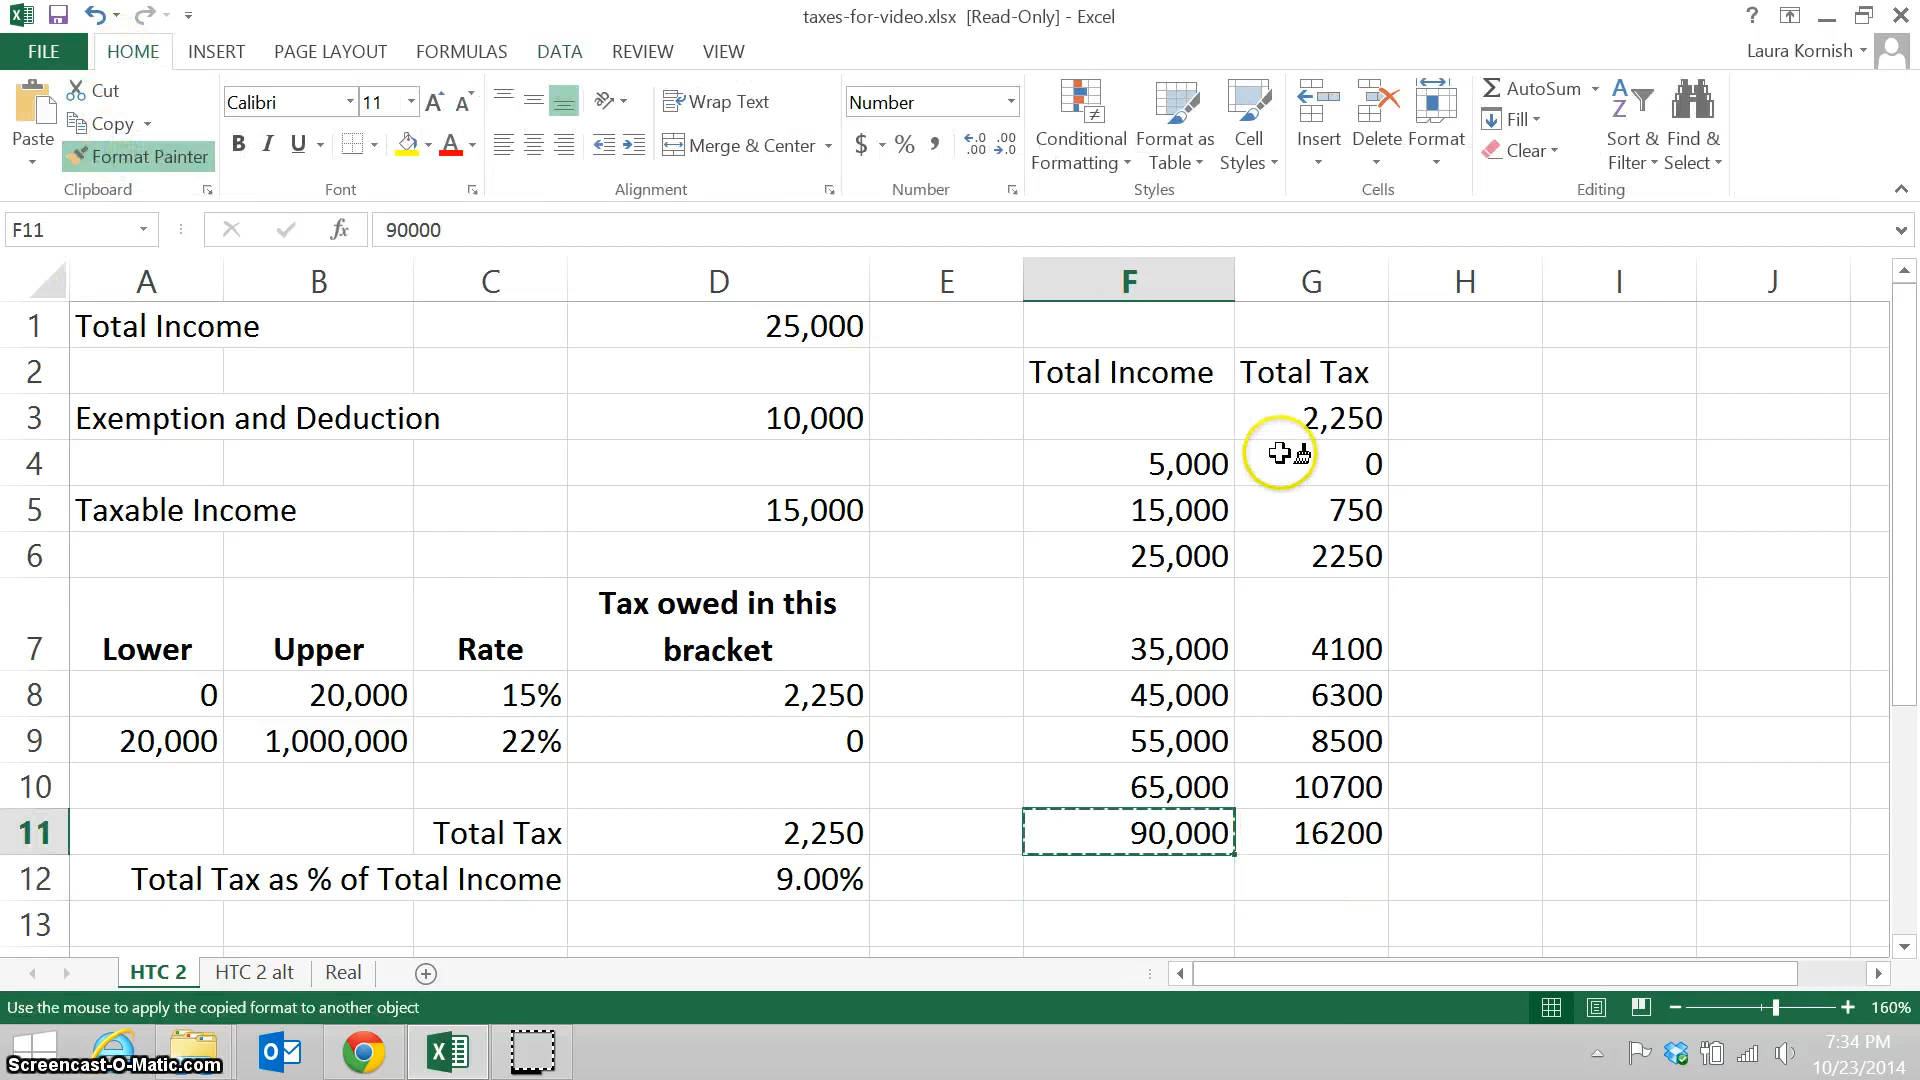 taxes-for-video.xlsx [Read-Only] - Excel
?
FILE HOME INSERT PAGE LAYOUT FORMULAS DATA REVIEW VIEW
Laura Kornish
Paste
Cut
Copy
Format Painter
Calibri 11
B I U
Wrap Text
Merge & Center
Number
$ % ,
Conditional Formatting
Format as Table
Cell Styles
Insert Delete Format
AutoSum
Fill
Clear
Sort & Filter
Find & Select
Clipboard Font Alignment Number Styles Cells Editing
F11 fx 90000
A B C D E F G H I J
1 Total Income 25,000
2 Total Income Total Tax
3 Exemption and Deduction 10,000 2,250
4 5,000 0
5 Taxable Income 15,000 15,000 750
6 25,000 2250
7 Lower Upper Rate Tax owed in this bracket 35,000 4100
8 0 20,000 15% 2,250 45,000 6300
9 20,000 1,000,000 22% 0 55,000 8500
10 65,000 10700
11 Total Tax 2,250 90,000 16200
12 Total Tax as % of Total Income 9.00%
13
HTC 2 HTC 2 alt Real
Use the mouse to apply the copied format to another object
160%
Screencast-O-Matic.com
7:34 PM
10/23/2014